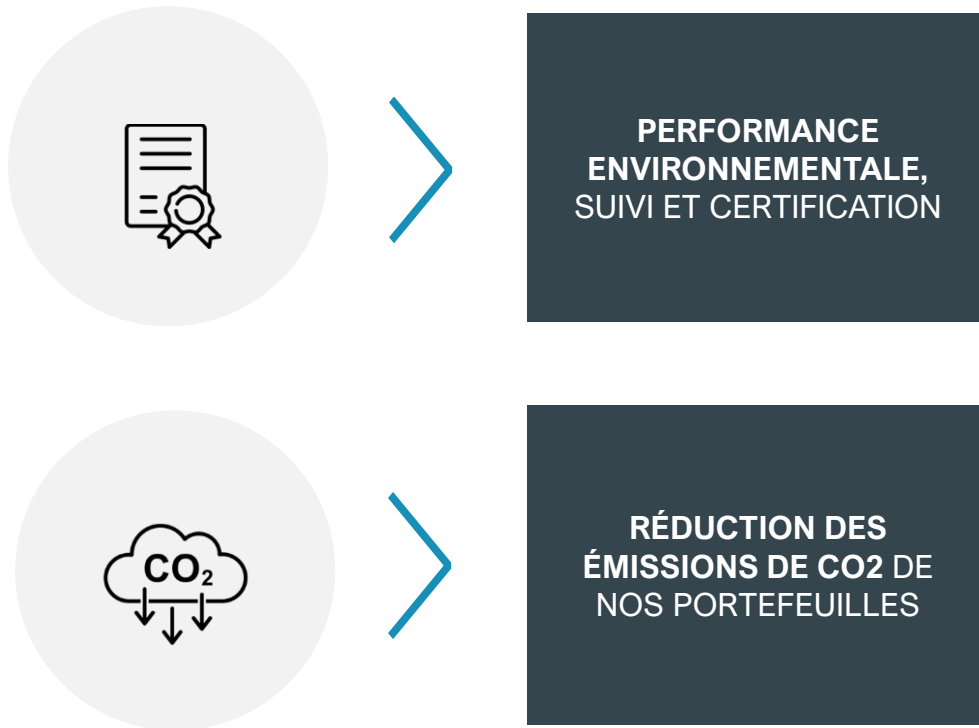 PERFORMANCE
ENVIRONNEMENTALE,
SUIVI ET CERTIFICATION
CO₂
RÉDUCTION DES
ÉMISSIONS DE CO2 DE
NOS PORTEFEUILLES